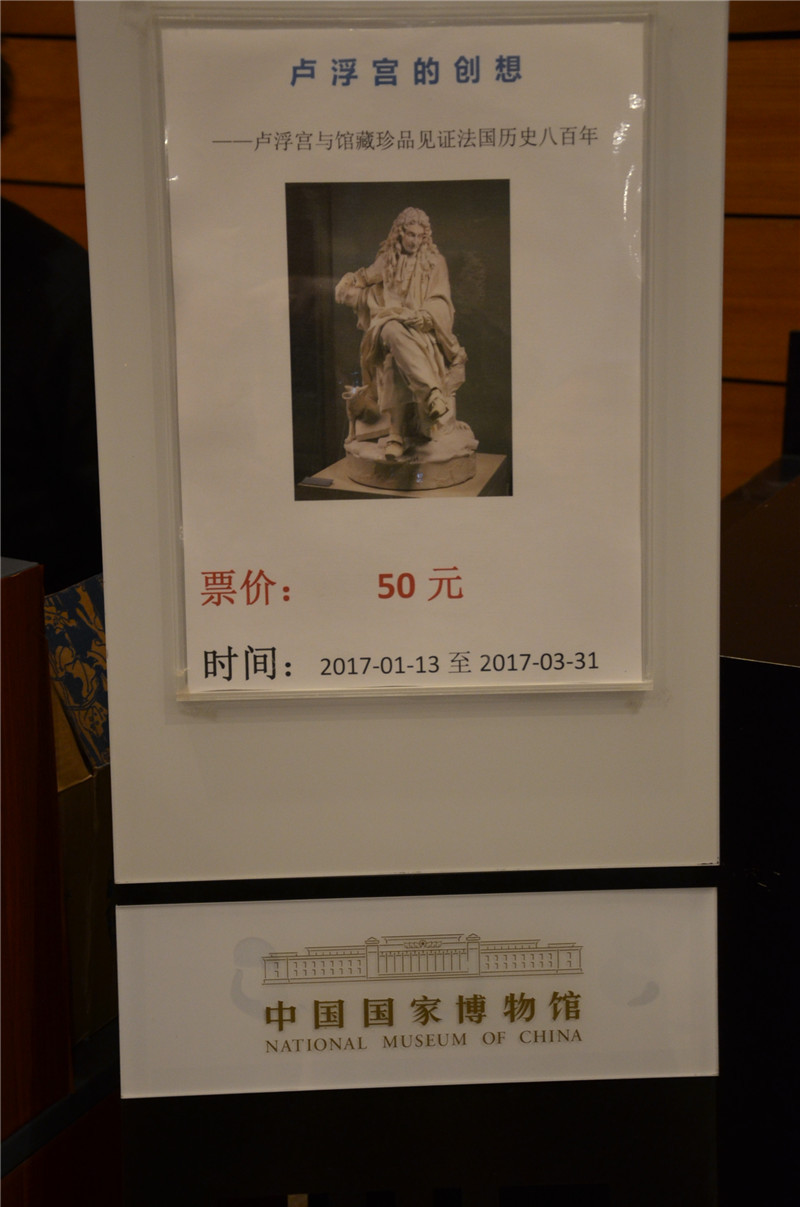 卢浮宫的创想
——卢浮宫与馆藏珍品见证法国历史八百年
票价： 50 元
时间： 2017-01-13 至 2017-03-31
中国国家博物馆
NATIONAL MUSEUM OF CHINA